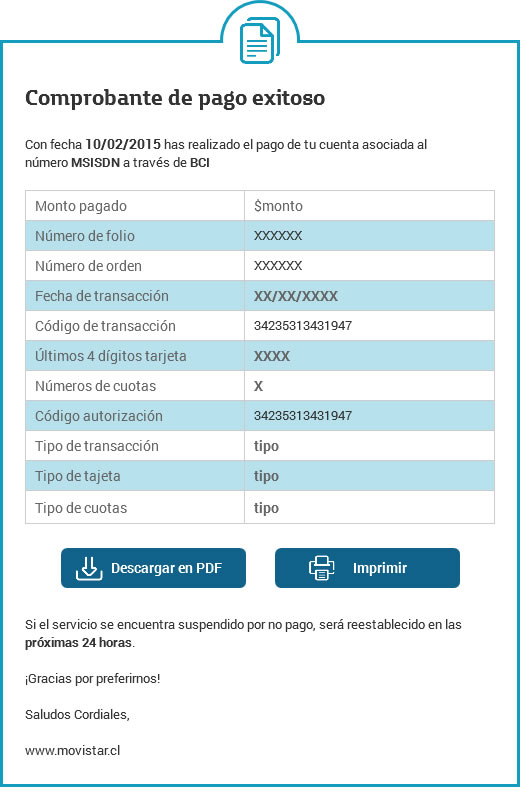 Comprobante de pago exitoso
Con fecha 10/02/2015 has realizado el pago de tu cuenta asociada al
número MSISDN a través de BCI
Monto pagado $monto
Número de folio XXXXXX
Número de orden XXXXXX
Fecha de transacción XX/XX/XXXX
Código de transacción 34235313431947
Últimos 4 dígitos tarjeta XXXX
Números de cuotas X
Código autorización 34235313431947
Tipo de transacción tipo
Tipo de tajeta tipo
Tipo de cuotas tipo
Descargar en PDF Imprimir
Si el servicio se encuentra suspendido por no pago, será reestablecido en las
próximas 24 horas.
¡Gracias por preferirnos!
Saludos Cordiales,
www.movistar.cl